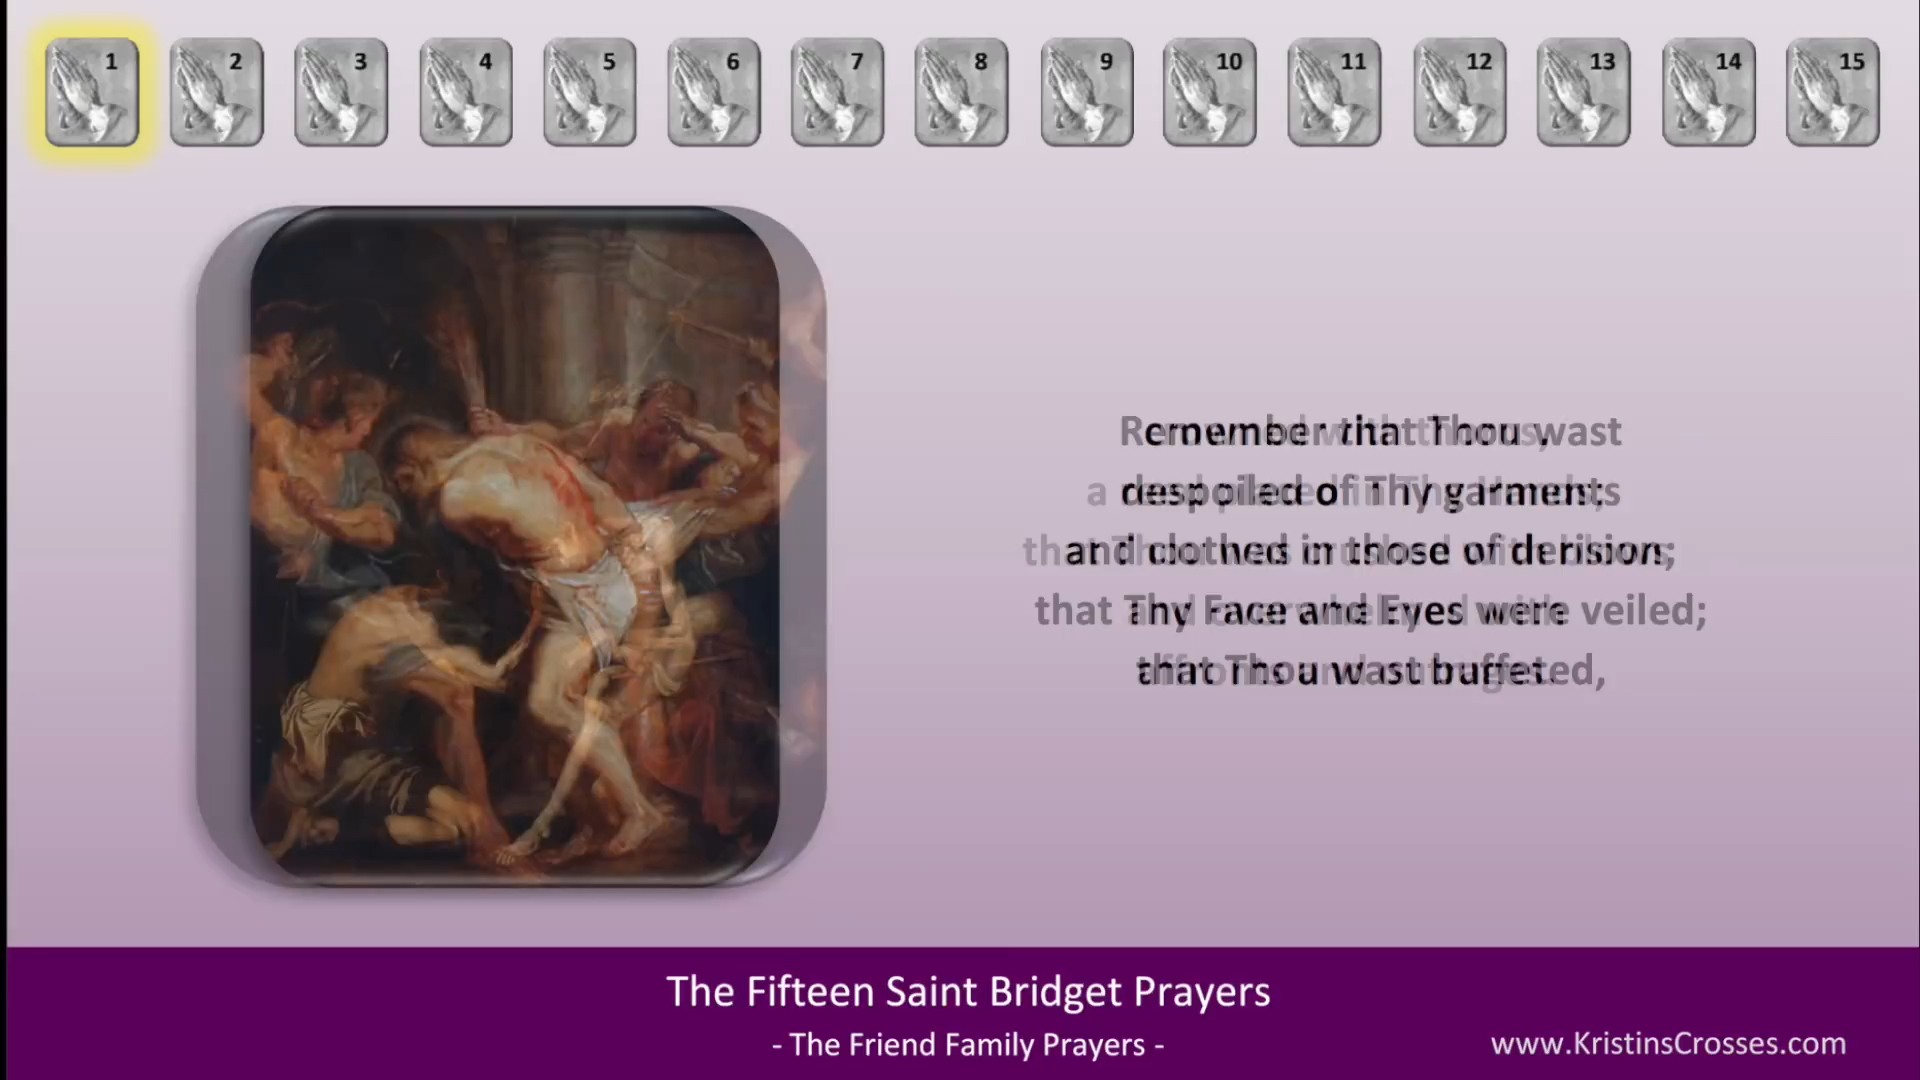 1 2 3 4 5 6 7 8 9 10 11 12 13 14 15
Remember that Thou wast
despoiled of Thy garments
and clothed in those of derision;
that Thy Face and Eyes were veiled;
that Thou wast buffeted,
The Fifteen Saint Bridget Prayers
- The Friend Family Prayers -
www.KristinsCrosses.com